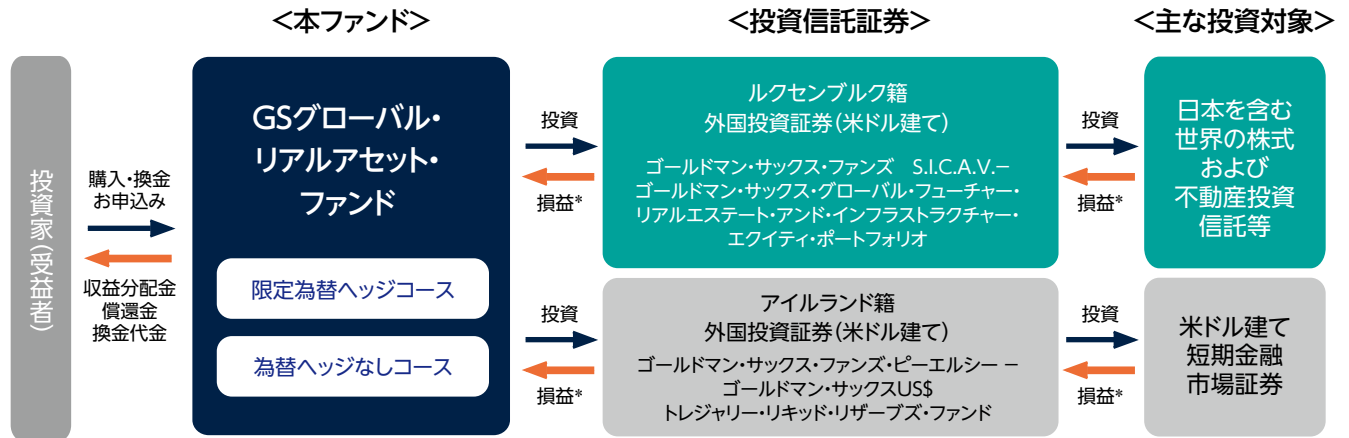 <本ファンド>
<投資信託証券>
<主な投資対象>
投資家(受益者)
購入・換金
お申込み
収益分配金
償還金
換金代金
GSグローバル・
リアルアセット・
ファンド
限定為替ヘッジコース
為替ヘッジなしコース
投資
損益*
ルクセンブルク籍
外国投資証券(米ドル建て)
ゴールドマン・サックス・ファンズ S.I.C.A.V.−
ゴールドマン・サックス・グローバル・フューチャー・
リアルエステート・アンド・インフラストラクチャー・
エクイティ・ポートフォリオ
投資
損益*
日本を含む
世界の株式
および
不動産投資
信託等
投資
損益*
アイルランド籍
外国投資証券(米ドル建て)
ゴールドマン・サックス・ファンズ・ピーエルシー −
ゴールドマン・サックスUS$
トレジャリー・リキッド・リザーブズ・ファンド
投資
損益*
米ドル建て
短期金融
市場証券